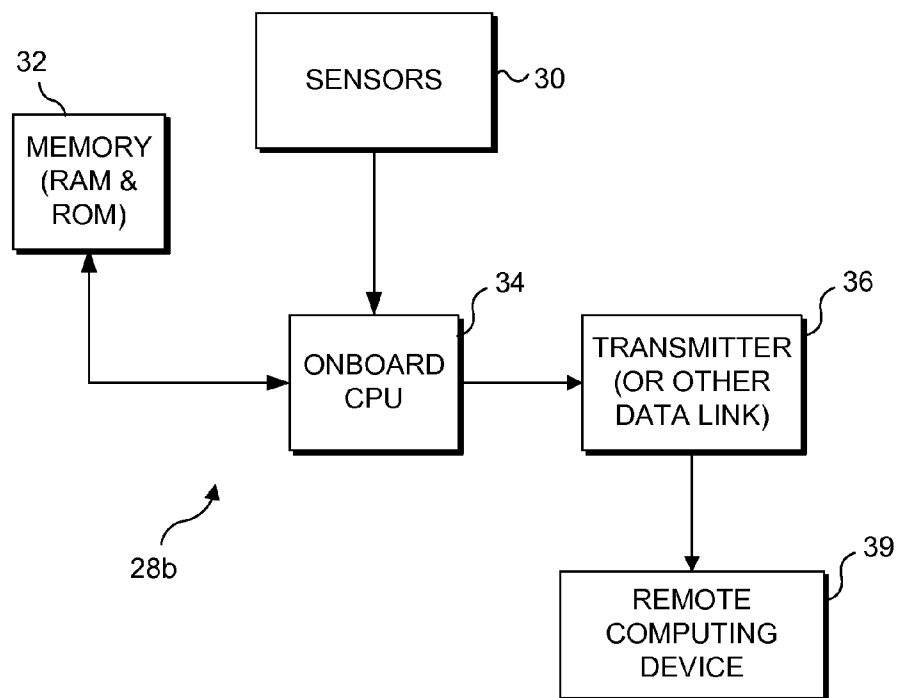 32
SENSORS
30
MEMORY
(RAM &
ROM)
34
36
ONBOARD
CPU
TRANSMITTER
(OR OTHER
DATA LINK)
28b
39
REMOTE
COMPUTING
DEVICE